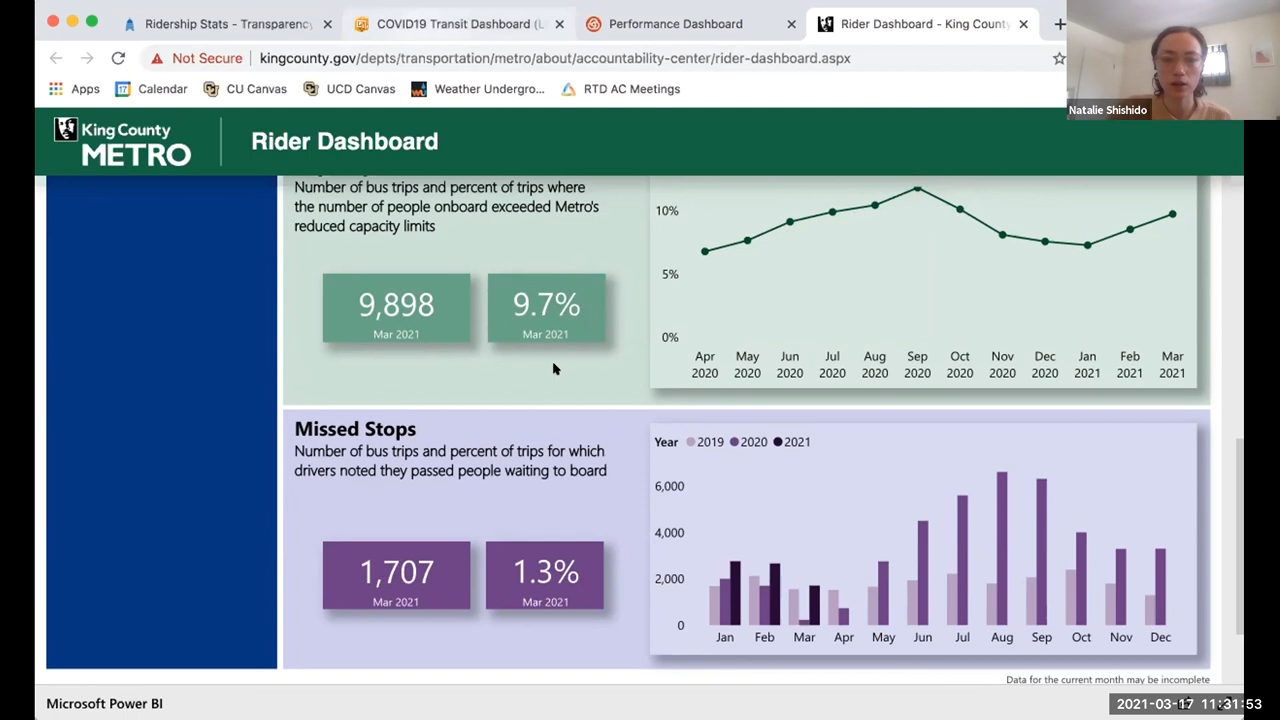 Ridership Stats - Transparency
COVID19 Transit Dashboard (L
Performance Dashboard
Rider Dashboard - King County
Not Secure
kingcounty.gov/depts/transportation/metro/about/accountability-center/rider-dashboard.aspx
Apps
17
Calendar
CU Canvas
UCD Canvas
Weather Undergro...
RTD AC Meetings
Natalie Shishido
King County
METRO
Rider Dashboard
Number of bus trips and percent of trips where
the number of people onboard exceeded Metro's
reduced capacity limits
9,898
Mar 2021
9.7%
Mar 2021
10%
5%
0%
Apr May Jun Jul Aug Sep Oct Nov Dec Jan Feb Mar
2020 2020 2020 2020 2020 2020 2020 2020 2020 2021 2021 2021
Missed Stops
Number of bus trips and percent of trips for which
drivers noted they passed people waiting to board
1,707
Mar 2021
1.3%
Mar 2021
Year 2019 2020 2021
6,000
4,000
2,000
0
Jan Feb Mar Apr May Jun Jul Aug Sep Oct Nov Dec
Data for the current month may be incomplete
Microsoft Power BI
2021-03-17 11:31:53